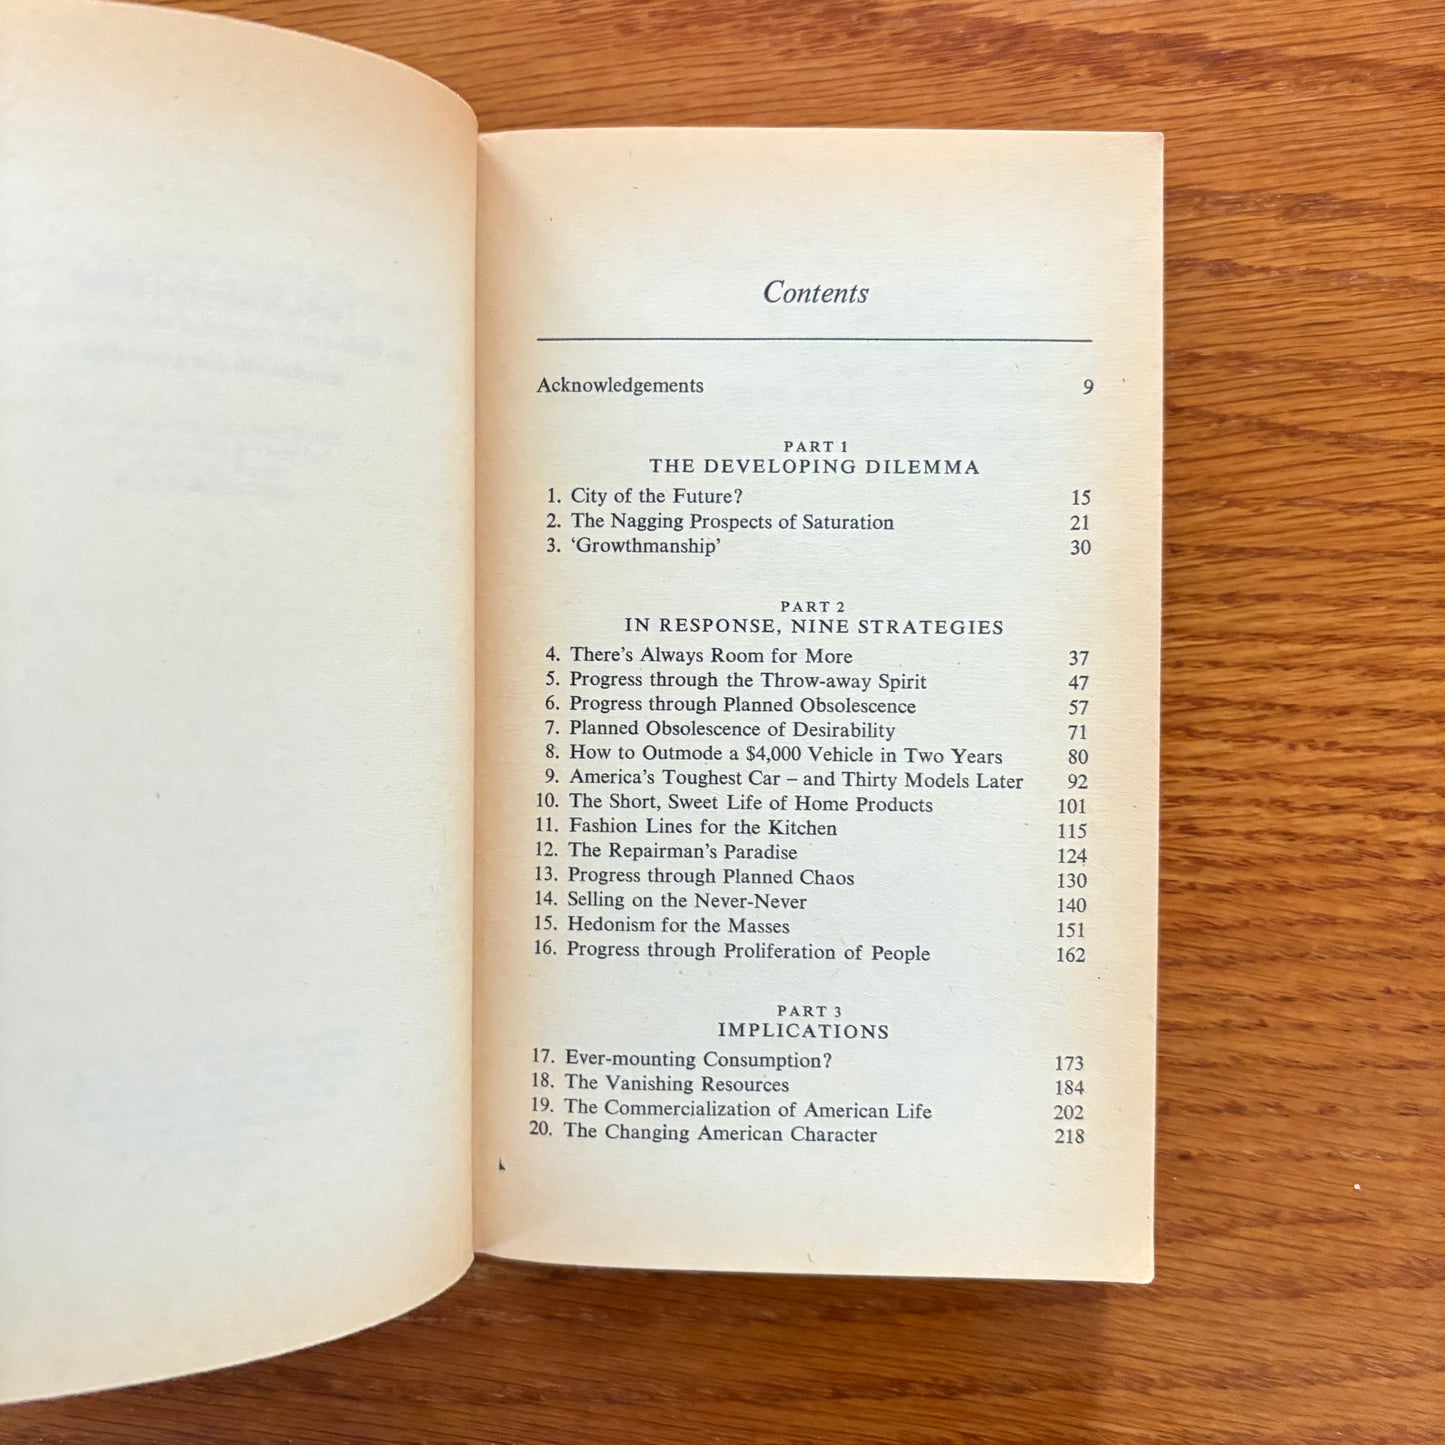 Contents
Acknowledgements 9
PART 1
THE DEVELOPING DILEMMA
1. City of the Future? 15
2. The Nagging Prospects of Saturation 21
3. ‘Growthmanship’ 30
PART 2
IN RESPONSE, NINE STRATEGIES
4. There's Always Room for More 37
5. Progress through the Throw-away Spirit 47
6. Progress through Planned Obsolescence 57
7. Planned Obsolescence of Desirability 71
8. How to Outmode a $4,000 Vehicle in Two Years 80
9. America's Toughest Car – and Thirty Models Later 92
10. The Short, Sweet Life of Home Products 101
11. Fashion Lines for the Kitchen 115
12. The Repairman's Paradise 124
13. Progress through Planned Chaos 130
14. Selling on the Never-Never 140
15. Hedonism for the Masses 151
16. Progress through Proliferation of People 162
PART 3
IMPLICATIONS
17. Ever-mounting Consumption? 173
18. The Vanishing Resources 184
19. The Commercialization of American Life 202
20. The Changing American Character 218